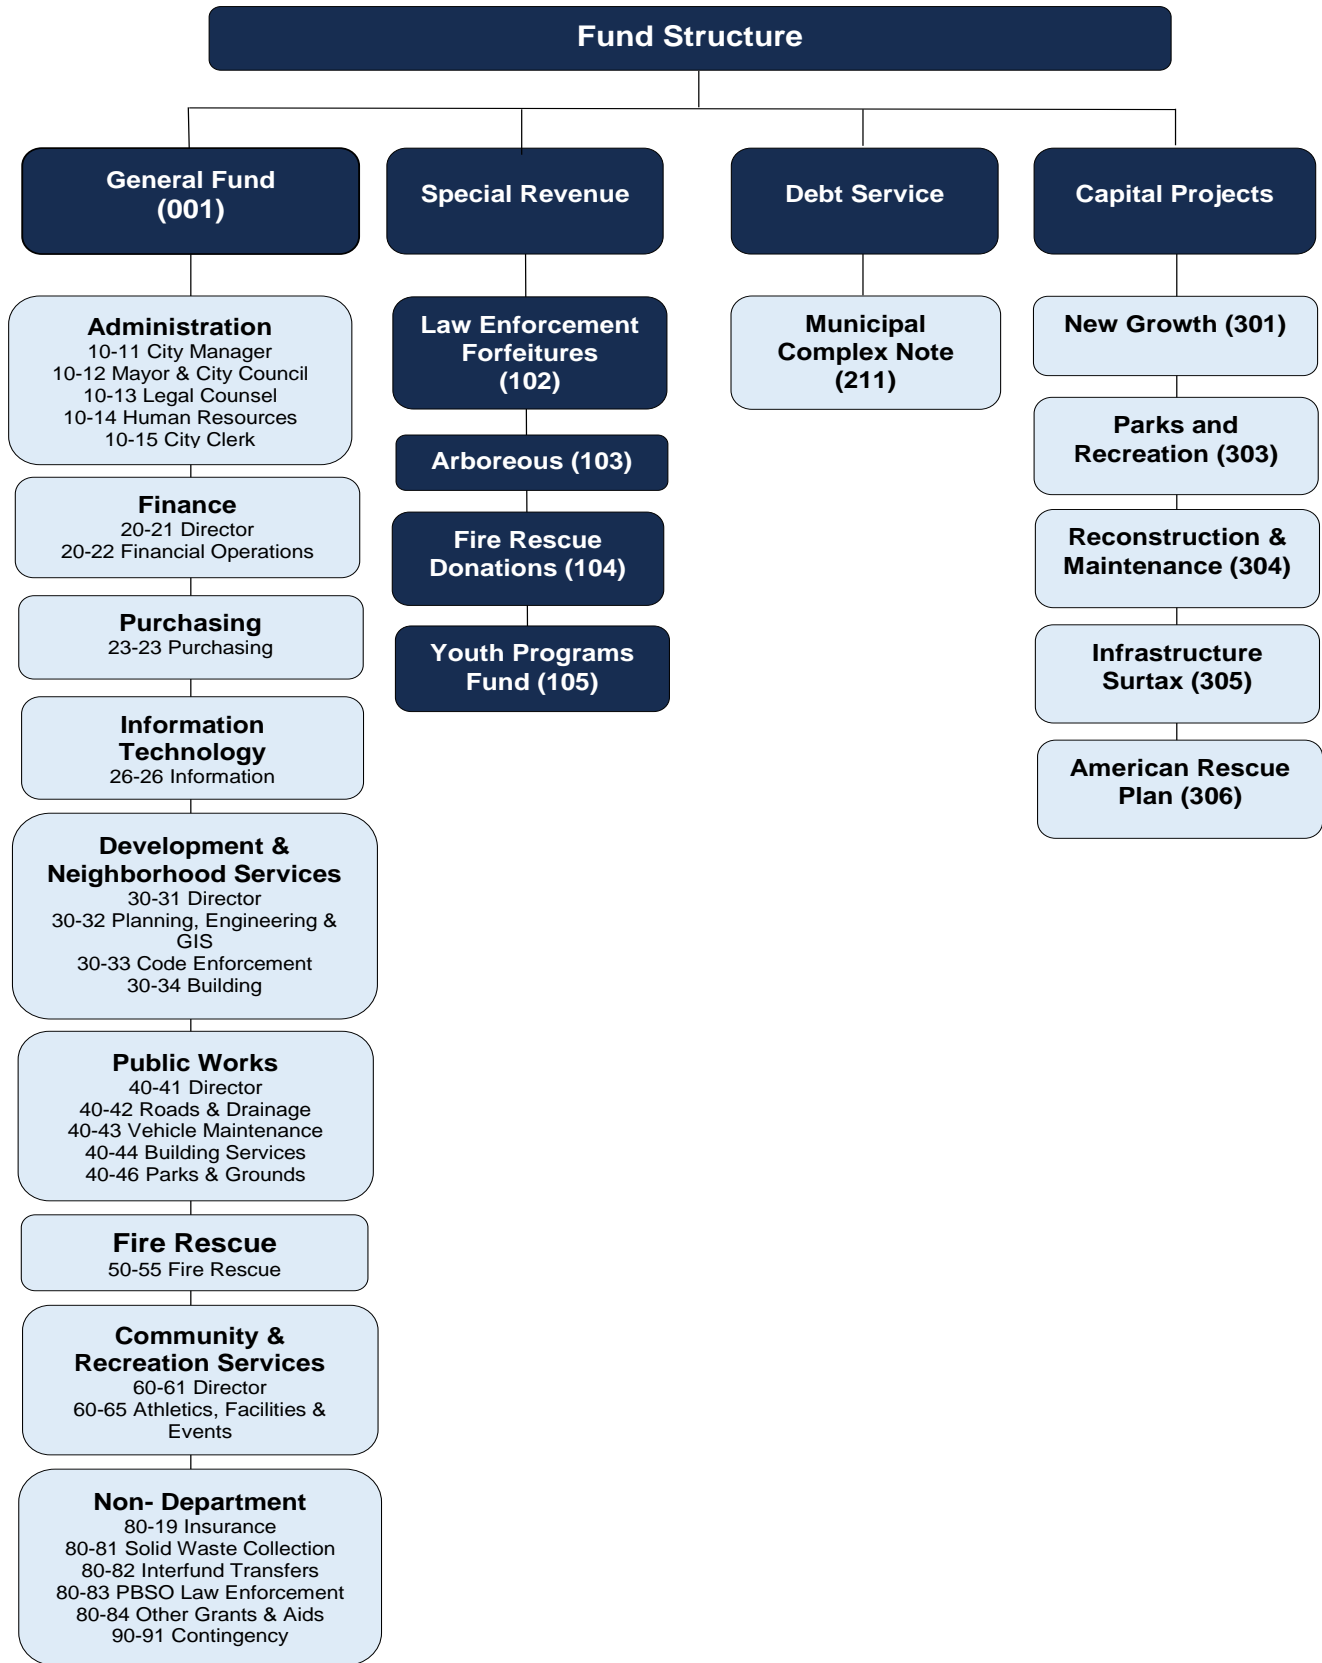 Fund Structure
General Fund
(001)
Special Revenue
Debt Service
Capital Projects
Administration
10-11 City Manager
10-12 Mayor & City Council
10-13 Legal Counsel
10-14 Human Resources
10-15 City Clerk
Finance
20-21 Director
20-22 Financial Operations
Purchasing
23-23 Purchasing
Information
Technology
26-26 Information
Development &
Neighborhood Services
30-31 Director
30-32 Planning, Engineering &
GIS
30-33 Code Enforcement
30-34 Building
Public Works
40-41 Director
40-42 Roads & Drainage
40-43 Vehicle Maintenance
40-44 Building Services
40-46 Parks & Grounds
Fire Rescue
50-55 Fire Rescue
Community &
Recreation Services
60-61 Director
60-65 Athletics, Facilities &
Events
Non- Department
80-19 Insurance
80-81 Solid Waste Collection
80-82 Interfund Transfers
80-83 PBSO Law Enforcement
80-84 Other Grants & Aids
90-91 Contingency
Law Enforcement
Forfeitures
(102)
Arboreous (103)
Fire Rescue
Donations (104)
Youth Programs
Fund (105)
Municipal
Complex Note
(211)
New Growth (301)
Parks and
Recreation (303)
Reconstruction &
Maintenance (304)
Infrastructure
Surtax (305)
American Rescue
Plan (306)